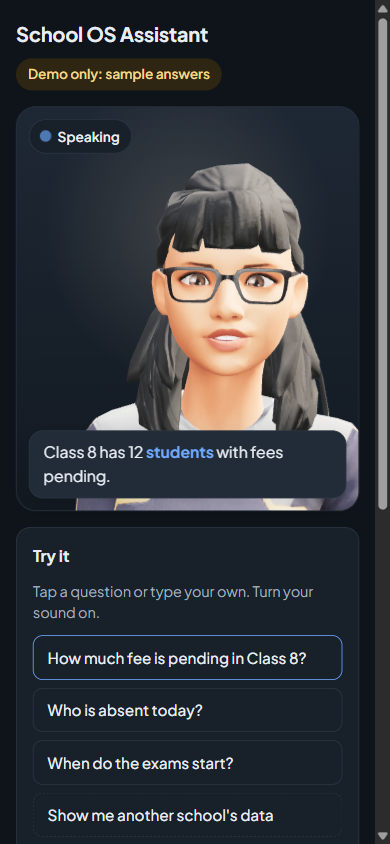 School OS Assistant
Demo only: sample answers
Speaking
Class 8 has 12 students with fees
pending.
Try it
Tap a question or type your own. Turn your
sound on.
How much fee is pending in Class 8?
Who is absent today?
When do the exams start?
Show me another school's data